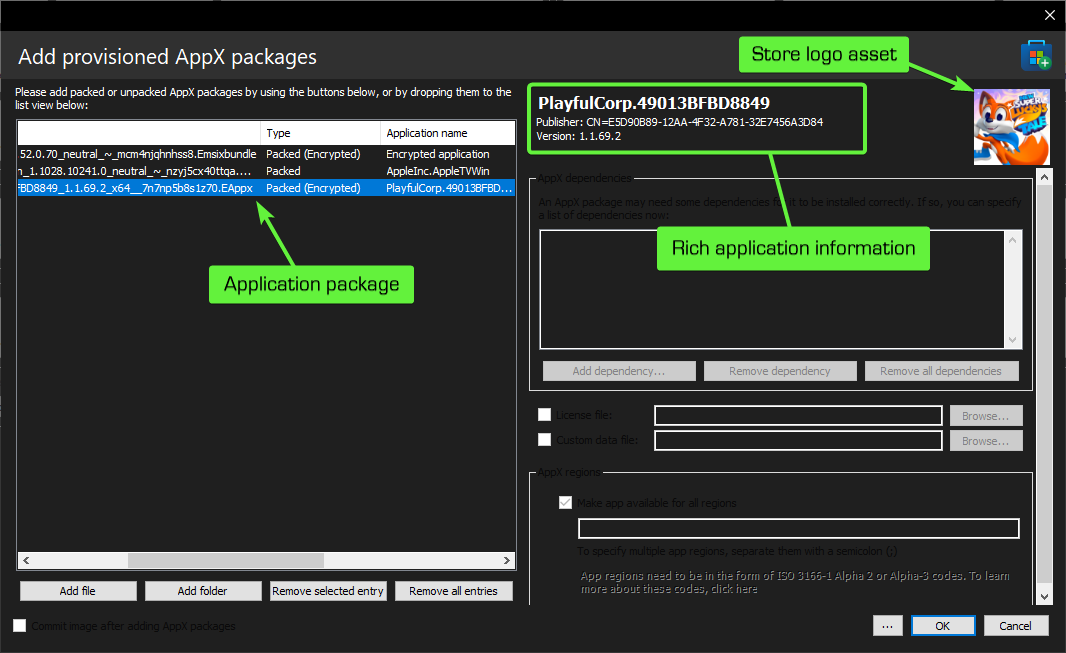 Add provisioned AppX packages
Store logo asset
Please add packed or unpacked AppX packages by using the buttons below, or by dropping them to the
list view below:
Type
Application name
52.0.70_neutral_~_mcm4njqhnhss8.Emsixbundle Packed (Encrypted) Encrypted application
n_1.1028.10241.0_neutral_~_nzyj5cx40ttqa.... Packed AppleInc.AppleTVWin
FBD8849_1.1.69.2_x64__7n7np5b8s1z70.EAppx Packed (Encrypted) PlayfulCorp.49013BFBD...
Application package
Add file
Add folder
Remove selected entry
Remove all entries
Commit image after adding AppX packages
PlayfulCorp.49013BFBD8849
Publisher: CN=E5D90B89-12AA-4F32-A781-32E7456A3D84
Version: 1.1.69.2
SUPER
LUCKY'S
TALE
AppX dependencies
An AppX package may need some dependencies for it to be installed correctly. If so, you can specify
a list of dependencies now:
Rich application information
Add dependency...
Remove dependency
Remove all dependencies
License file:
Browse...
Custom data file:
Browse...
AppX regions
Make app available for all regions
To specify multiple app regions, separate them with a semicolon (;)
App regions need to be in the form of ISO 3166-1 Alpha 2 or Alpha-3 codes. To learn
more about these codes, click here
...
OK
Cancel